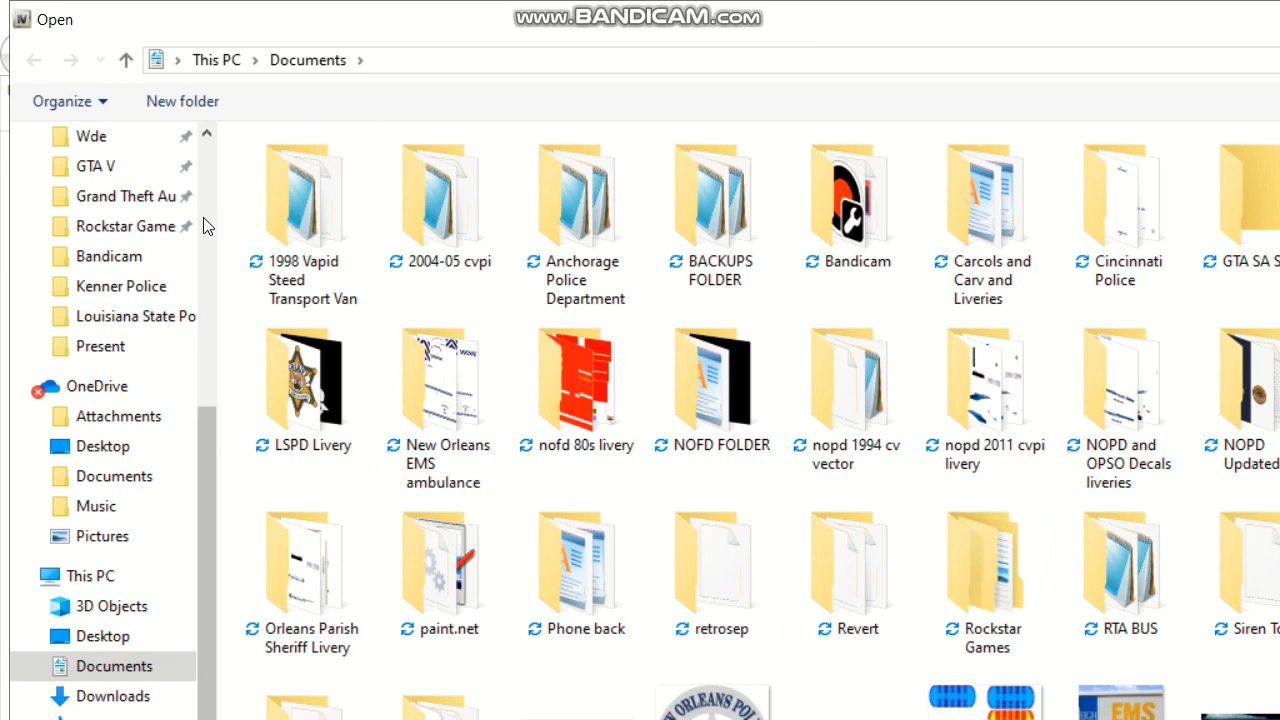 Open
www.BANDICAM.com
This PC
Documents
Organize
New folder
Wde
GTA V
Grand Theft Au
Rockstar Game
Bandicam
Kenner Police
Louisiana State Po
Present
OneDrive
Attachments
Desktop
Documents
Music
Pictures
This PC
3D Objects
Desktop
Documents
Downloads
1998 Vapid
Steed
Transport Van
2004-05 cvpi
Anchorage
Police
Department
BACKUPS
FOLDER
Bandicam
Carcols and
Carv and
Liveries
Cincinnati
Police
GTA SA S
LSPD Livery
New Orleans
EMS
ambulance
nofd 80s livery
NOFD FOLDER
nopd 1994 cv
vector
nopd 2011 cvpi
livery
NOPD and
OPSO Decals
liveries
NOPD
Updated
Orleans Parish
Sheriff Livery
paint.net
Phone back
retrosep
Revert
Rockstar
Games
RTA BUS
Siren To
ORLEANS POL
EMS